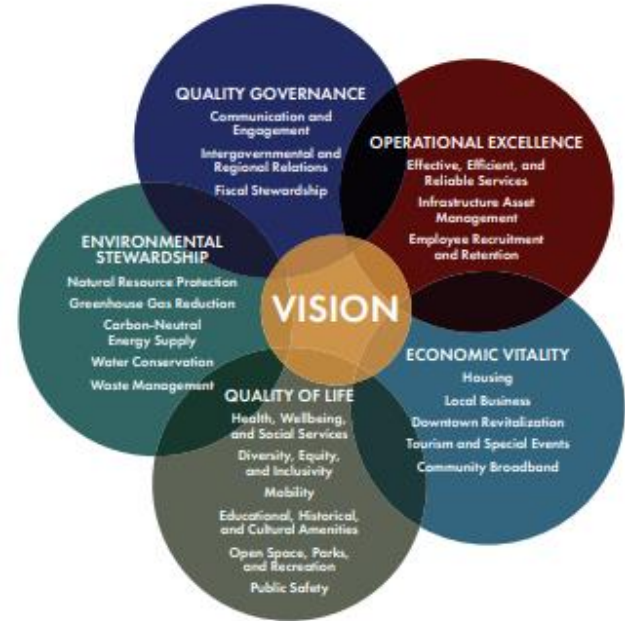 QUALITY GOVERNANCE
Communication and
Engagement
Intergovernmental and
Regional Relations
Fiscal Stewardship
OPERATIONAL EXCELLENCE
Effective, Efficient, and
Reliable Services
Infrastructure Asset
Management
Employee Recruitment
and Retention
ENVIRONMENTAL
STEWARDSHIP
Natural Resource Protection
Greenhouse Gas Reduction
Carbon-Neutral
Energy Supply
Water Conservation
Waste Management
VISION
ECONOMIC VITALITY
Housing
Local Business
Downtown Revitalization
Tourism and Special Events
Community Broadband
QUALITY OF LIFE
Health, Wellbeing,
and Social Services
Diversity, Equity,
and Inclusivity
Mobility
Educational, Historical,
and Cultural Amenities
Open Space, Parks,
and Recreation
Public Safety